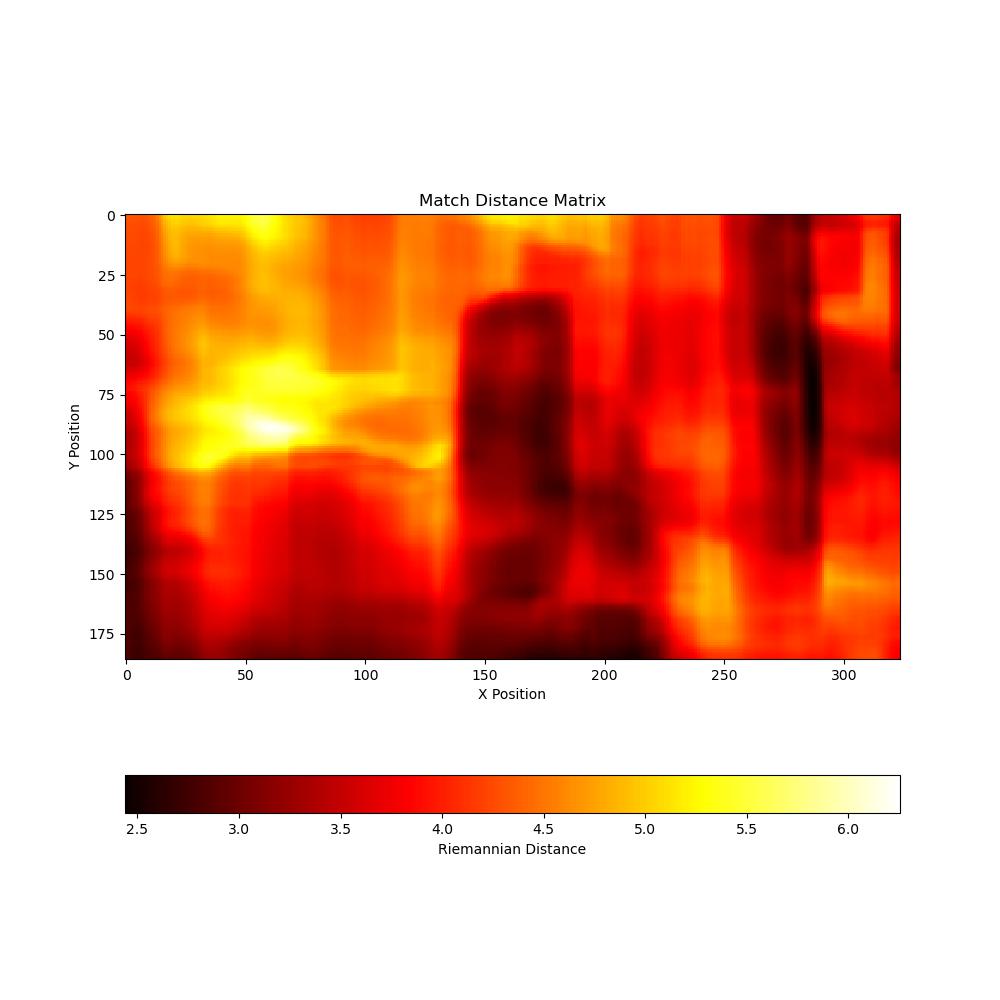 Match Distance Matrix
0
25
50
75
100
125
150
175
Y Position
0 50 100 150 200 250 300
X Position
2.5 3.0 3.5 4.0 4.5 5.0 5.5 6.0
Riemannian Distance